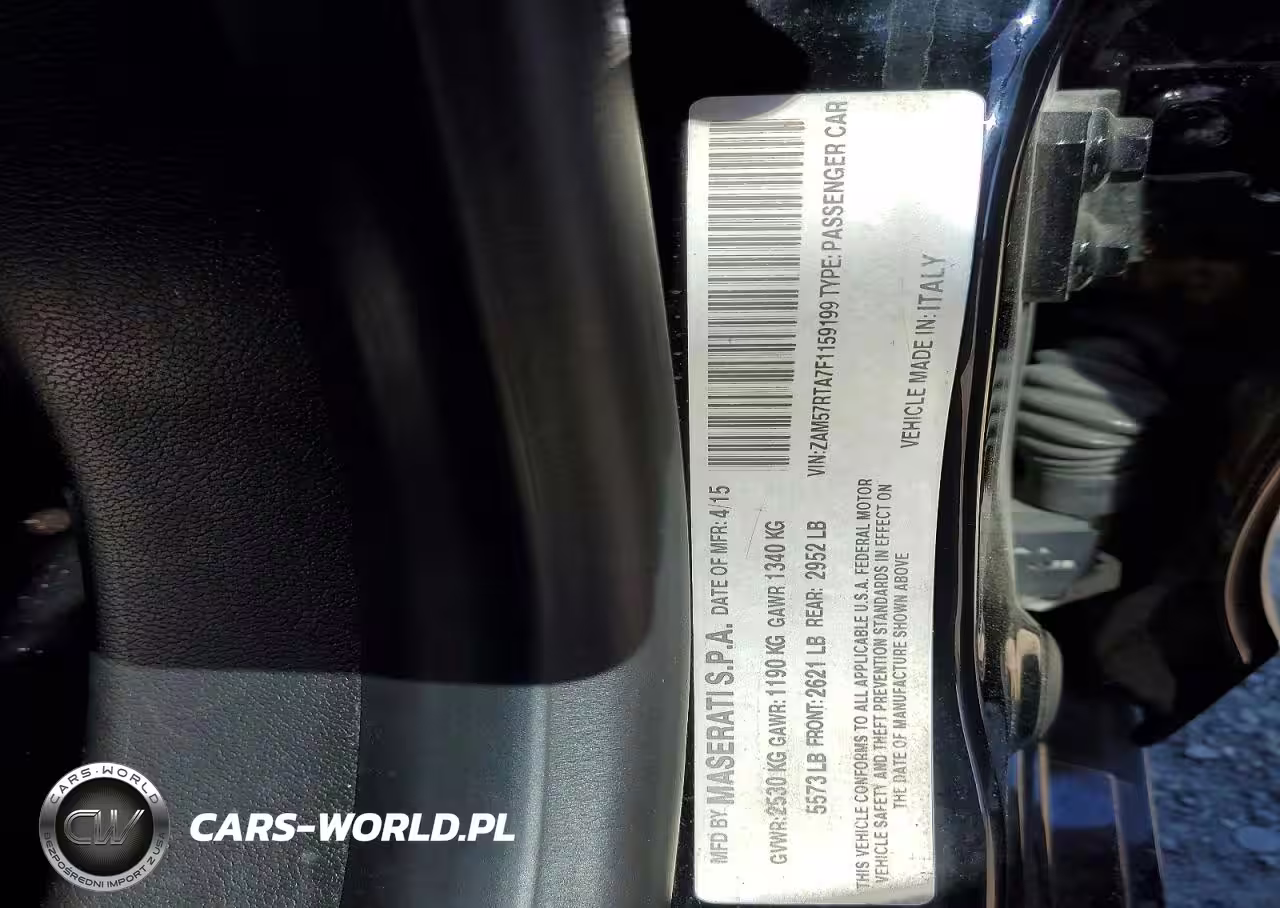 MFD BY MASERATI S.P.A. DATE OF MFR: 4/15
GVWR: 2530 KG GAWR: 1190 KG GAWR 1340 KG
5573 LB FRONT: 2621 LB REAR: 2952 LB
VIN: ZAM57RTA7F1159199 TYPE: PASSENGER CAR
THIS VEHICLE CONFORMS TO ALL APPLICABLE U.S.A. FEDERAL MOTOR
VEHICLE SAFETY AND THEFT PREVENTION STANDARDS IN EFFECT ON
THE DATE OF MANUFACTURE SHOWN ABOVE
VEHICLE MADE IN: ITALY
CARS-WORLD
CW
BEZPOŚREDNI IMPORT Z USA
CARS-WORLD.PL